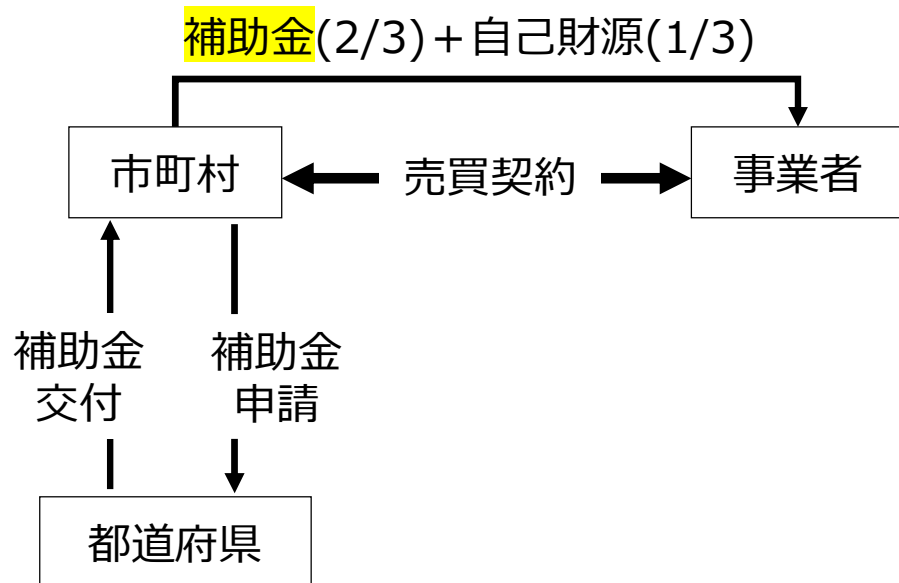 補助金(2/3)＋自己財源(1/3)
市町村
売買契約
事業者
補助金
交付
補助金
申請
都道府県